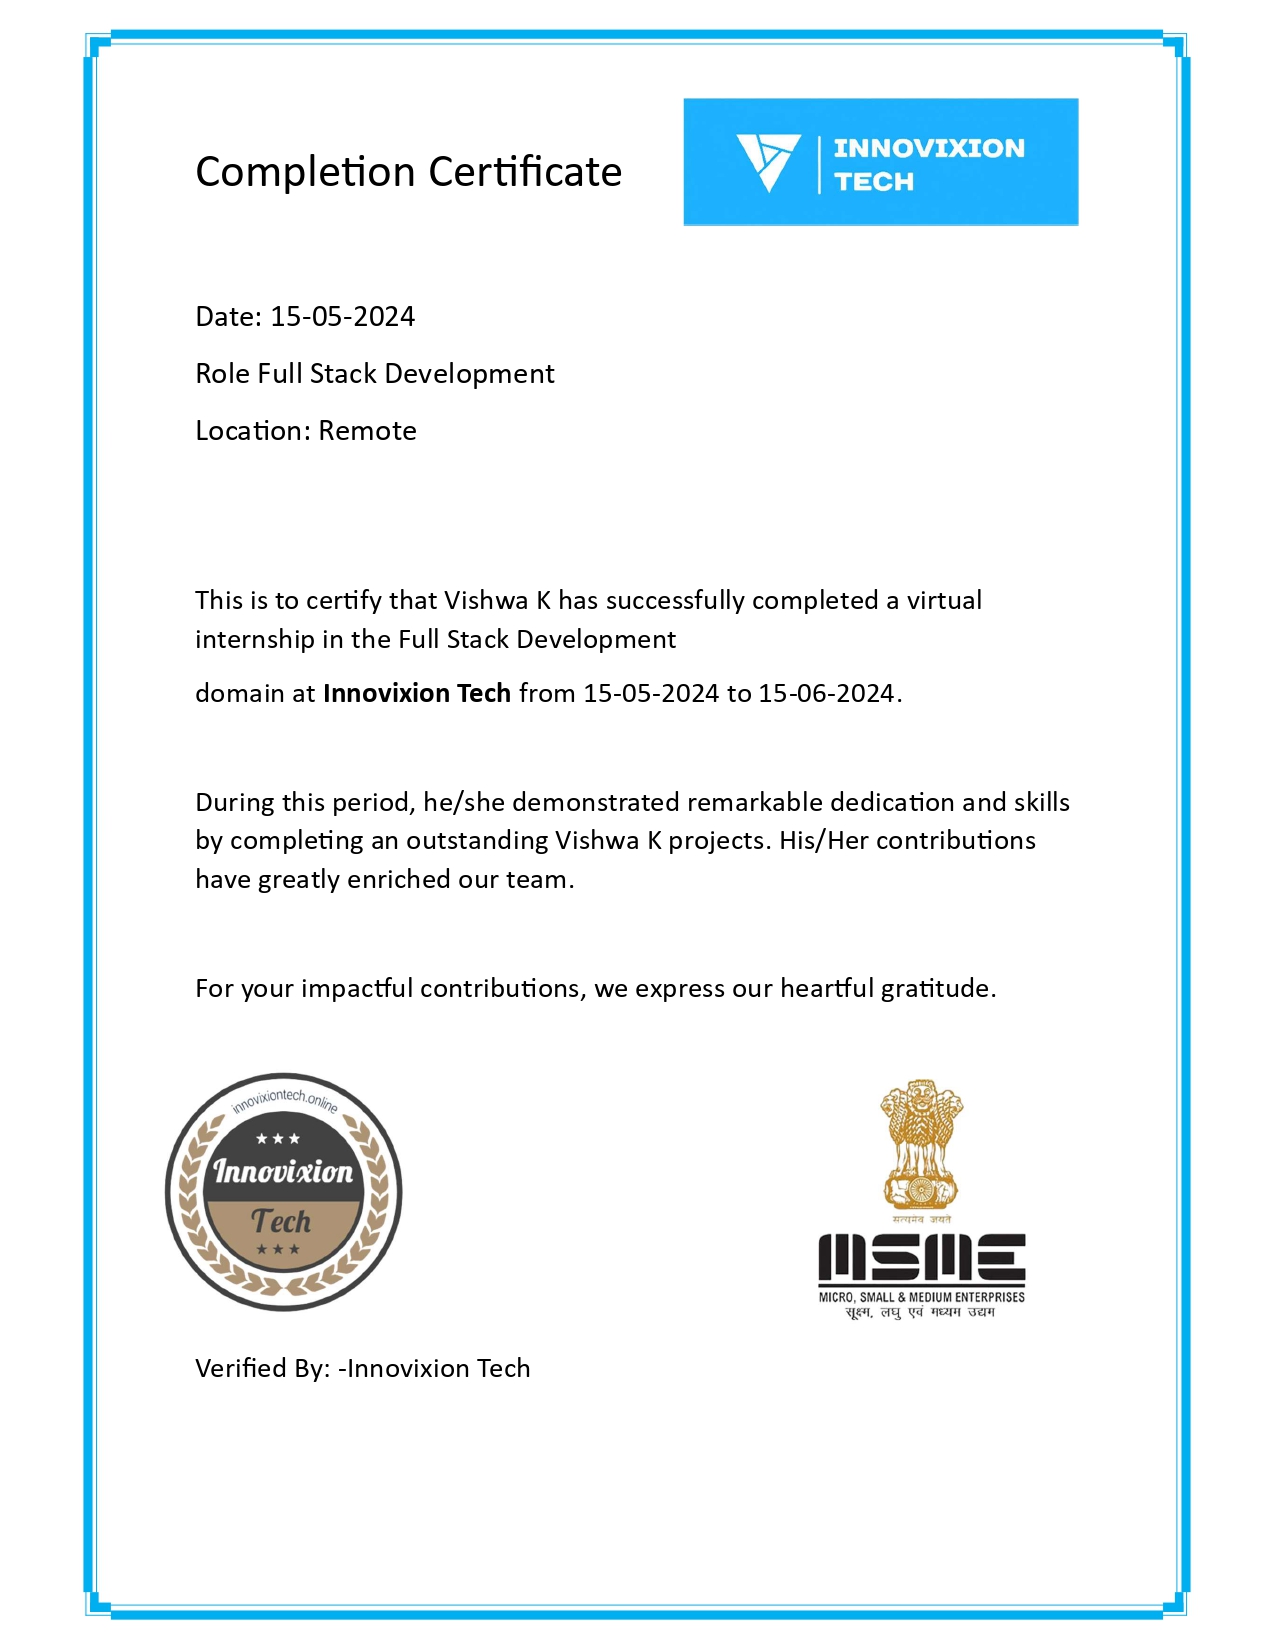 Completion Certificate
INNOVIXION
TECH
Date: 15-05-2024
Role Full Stack Development
Location: Remote
This is to certify that Vishwa K has successfully completed a virtual
internship in the Full Stack Development
domain at Innovixion Tech from 15-05-2024 to 15-06-2024.
During this period, he/she demonstrated remarkable dedication and skills
by completing an outstanding Vishwa K projects. His/Her contributions
have greatly enriched our team.
For your impactful contributions, we express our heartful gratitude.
innovixiontech.online
Innovixion
Tech
सत्यमेव जयते
MSME
MICRO, SMALL & MEDIUM ENTERPRISES
सूक्ष्म, लघु एवं मध्यम उद्यम
Verified By: -Innovixion Tech